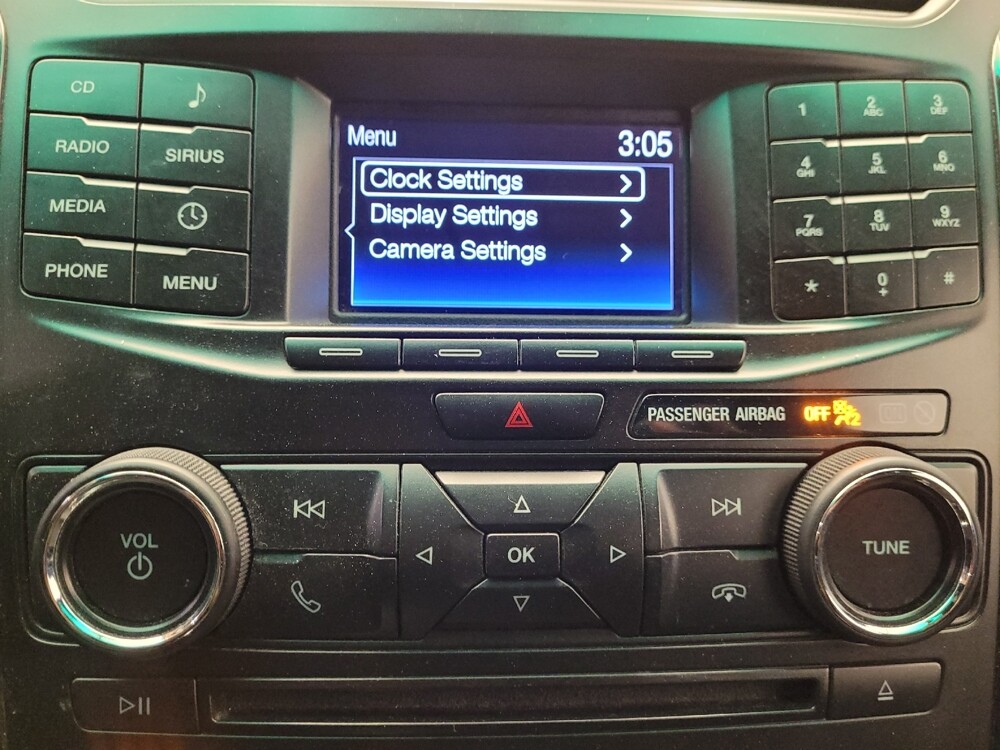 CD
RADIO
SIRIUS
MEDIA
PHONE
MENU
Menu 3:05
Clock Settings
Display Settings
Camera Settings
1
2 ABC
3 DEF
4 GHI
5 JKL
6 MNO
7 PQRS
8 TUV
9 WXYZ
*
0 +
#
PASSENGER AIRBAG OFF 2
VOL
OK
TUNE